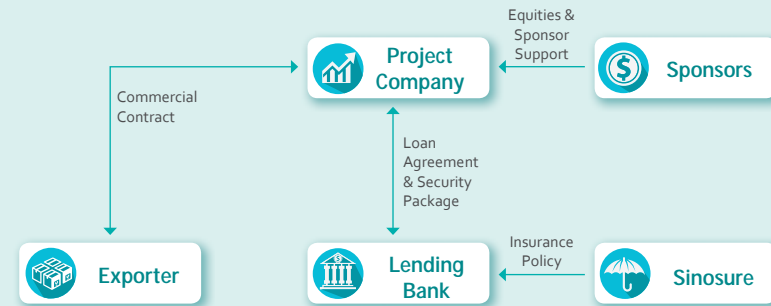 Equities &
Sponsor
Support
Project
Company
Sponsors
Commercial
Contract
Loan
Agreement
& Security
Package
Exporter
Lending
Bank
Insurance
Policy
Sinosure